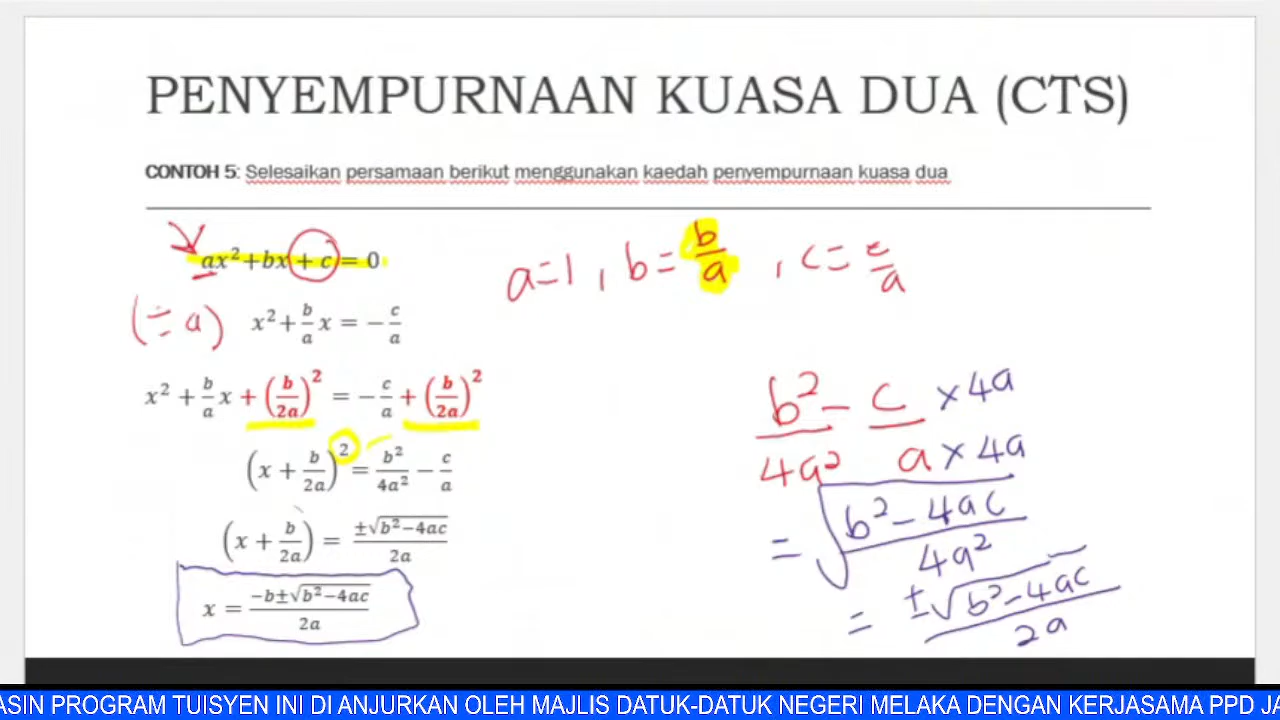 PENYEMPURNAAN KUASA DUA (CTS)
CONTOH 5: Selesaikan persamaan berikut menggunakan kaedah penyempurnaan kuasa dua
ax² + bx + c = 0
a=1, b= b/a, c= c/a
(÷ a) x² + b/a x = − c/a
x² + b/a x + (b/2a)² = − c/a + (b/2a)²
(x + b/2a)² = b²/4a² − c/a
(x + b/2a) = ±√b²−4ac / 2a
x = −b±√b²−4ac / 2a
b²/4a² − c/a ×4a ×4a
= √b²−4ac / 4a²
= ±√b²−4ac / 2a
ASIN PROGRAM TUISYEN INI DI ANJURKAN OLEH MAJLIS DATUK-DATUK NEGERI MELAKA DENGAN KERJASAMA PPD JA